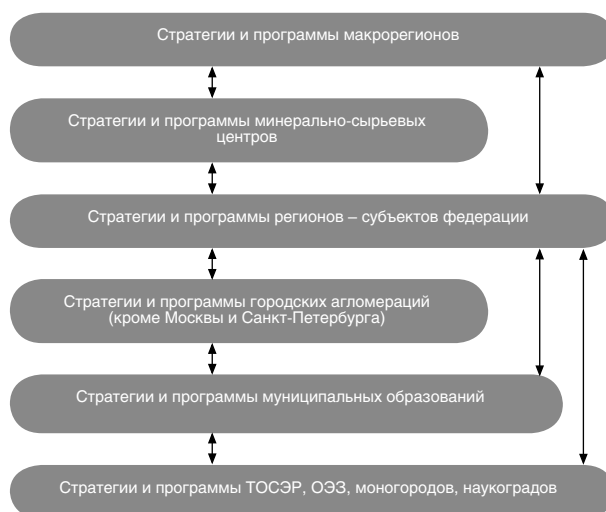 Стратегии и программы макрорегионов
Стратегии и программы минерально-сырьевых
центров
Стратегии и программы регионов – субъектов федерации
Стратегии и программы городских агломераций
(кроме Москвы и Санкт-Петербурга)
Стратегии и программы муниципальных образований
Стратегии и программы ТОСЭР, ОЭЗ, моногородов, наукоградов